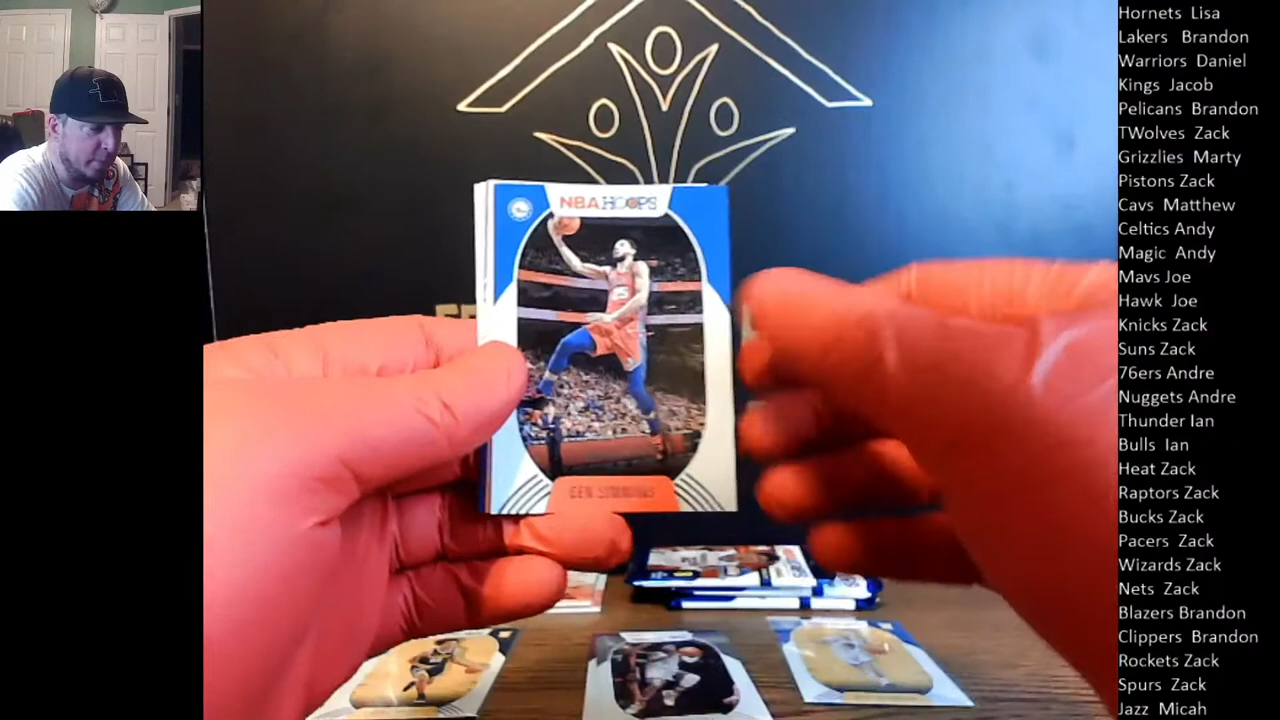 NBA HOOPS
25
BEN SIMMONS
Hornets Lisa
Lakers Brandon
Warriors Daniel
Kings Jacob
Pelicans Brandon
TWolves Zack
Grizzlies Marty
Pistons Zack
Cavs Matthew
Celtics Andy
Magic Andy
Mavs Joe
Hawk Joe
Knicks Zack
Suns Zack
76ers Andre
Nuggets Andre
Thunder Ian
Bulls Ian
Heat Zack
Raptors Zack
Bucks Zack
Pacers Zack
Wizards Zack
Nets Zack
Blazers Brandon
Clippers Brandon
Rockets Zack
Spurs Zack
Jazz Micah